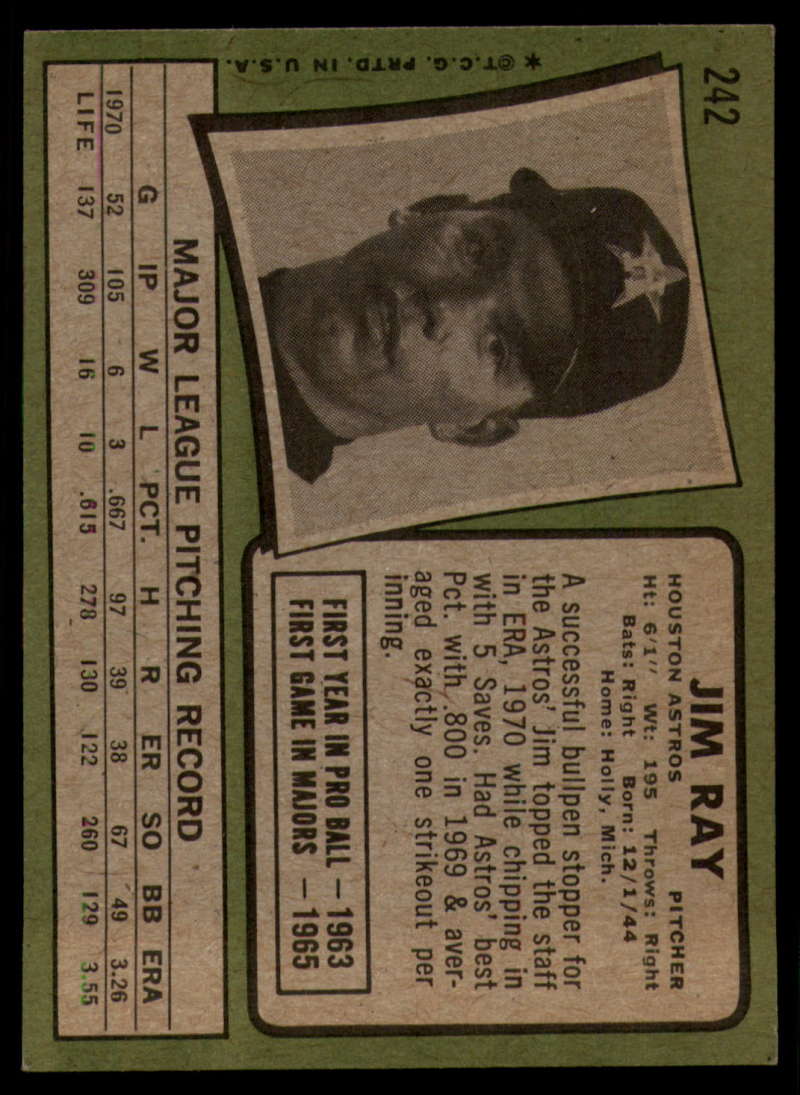 242
✶ ©T.C.G. PRTD. IN U.S.A.
JIM RAY
HOUSTON ASTROS PITCHER
Ht: 6'1" Wt: 195 Throws: Right
Bats: Right Born: 12/1/44
Home: Holly, Mich.
A successful bullpen stopper for
the Astros' Jim topped the staff
in ERA, 1970 while chipping in
with 5 Saves. Had Astros' best
Pct. with .800 in 1969 & aver-
aged exactly one strikeout per
inning.
FIRST YEAR IN PRO BALL — 1963
FIRST GAME IN MAJORS — 1965
MAJOR LEAGUE PITCHING RECORD
G IP W L PCT. H R ER SO BB ERA
1970 52 105 6 3 .667 97 39 38 67 49 3.26
LIFE 137 309 16 10 .615 278 130 122 260 129 3.55